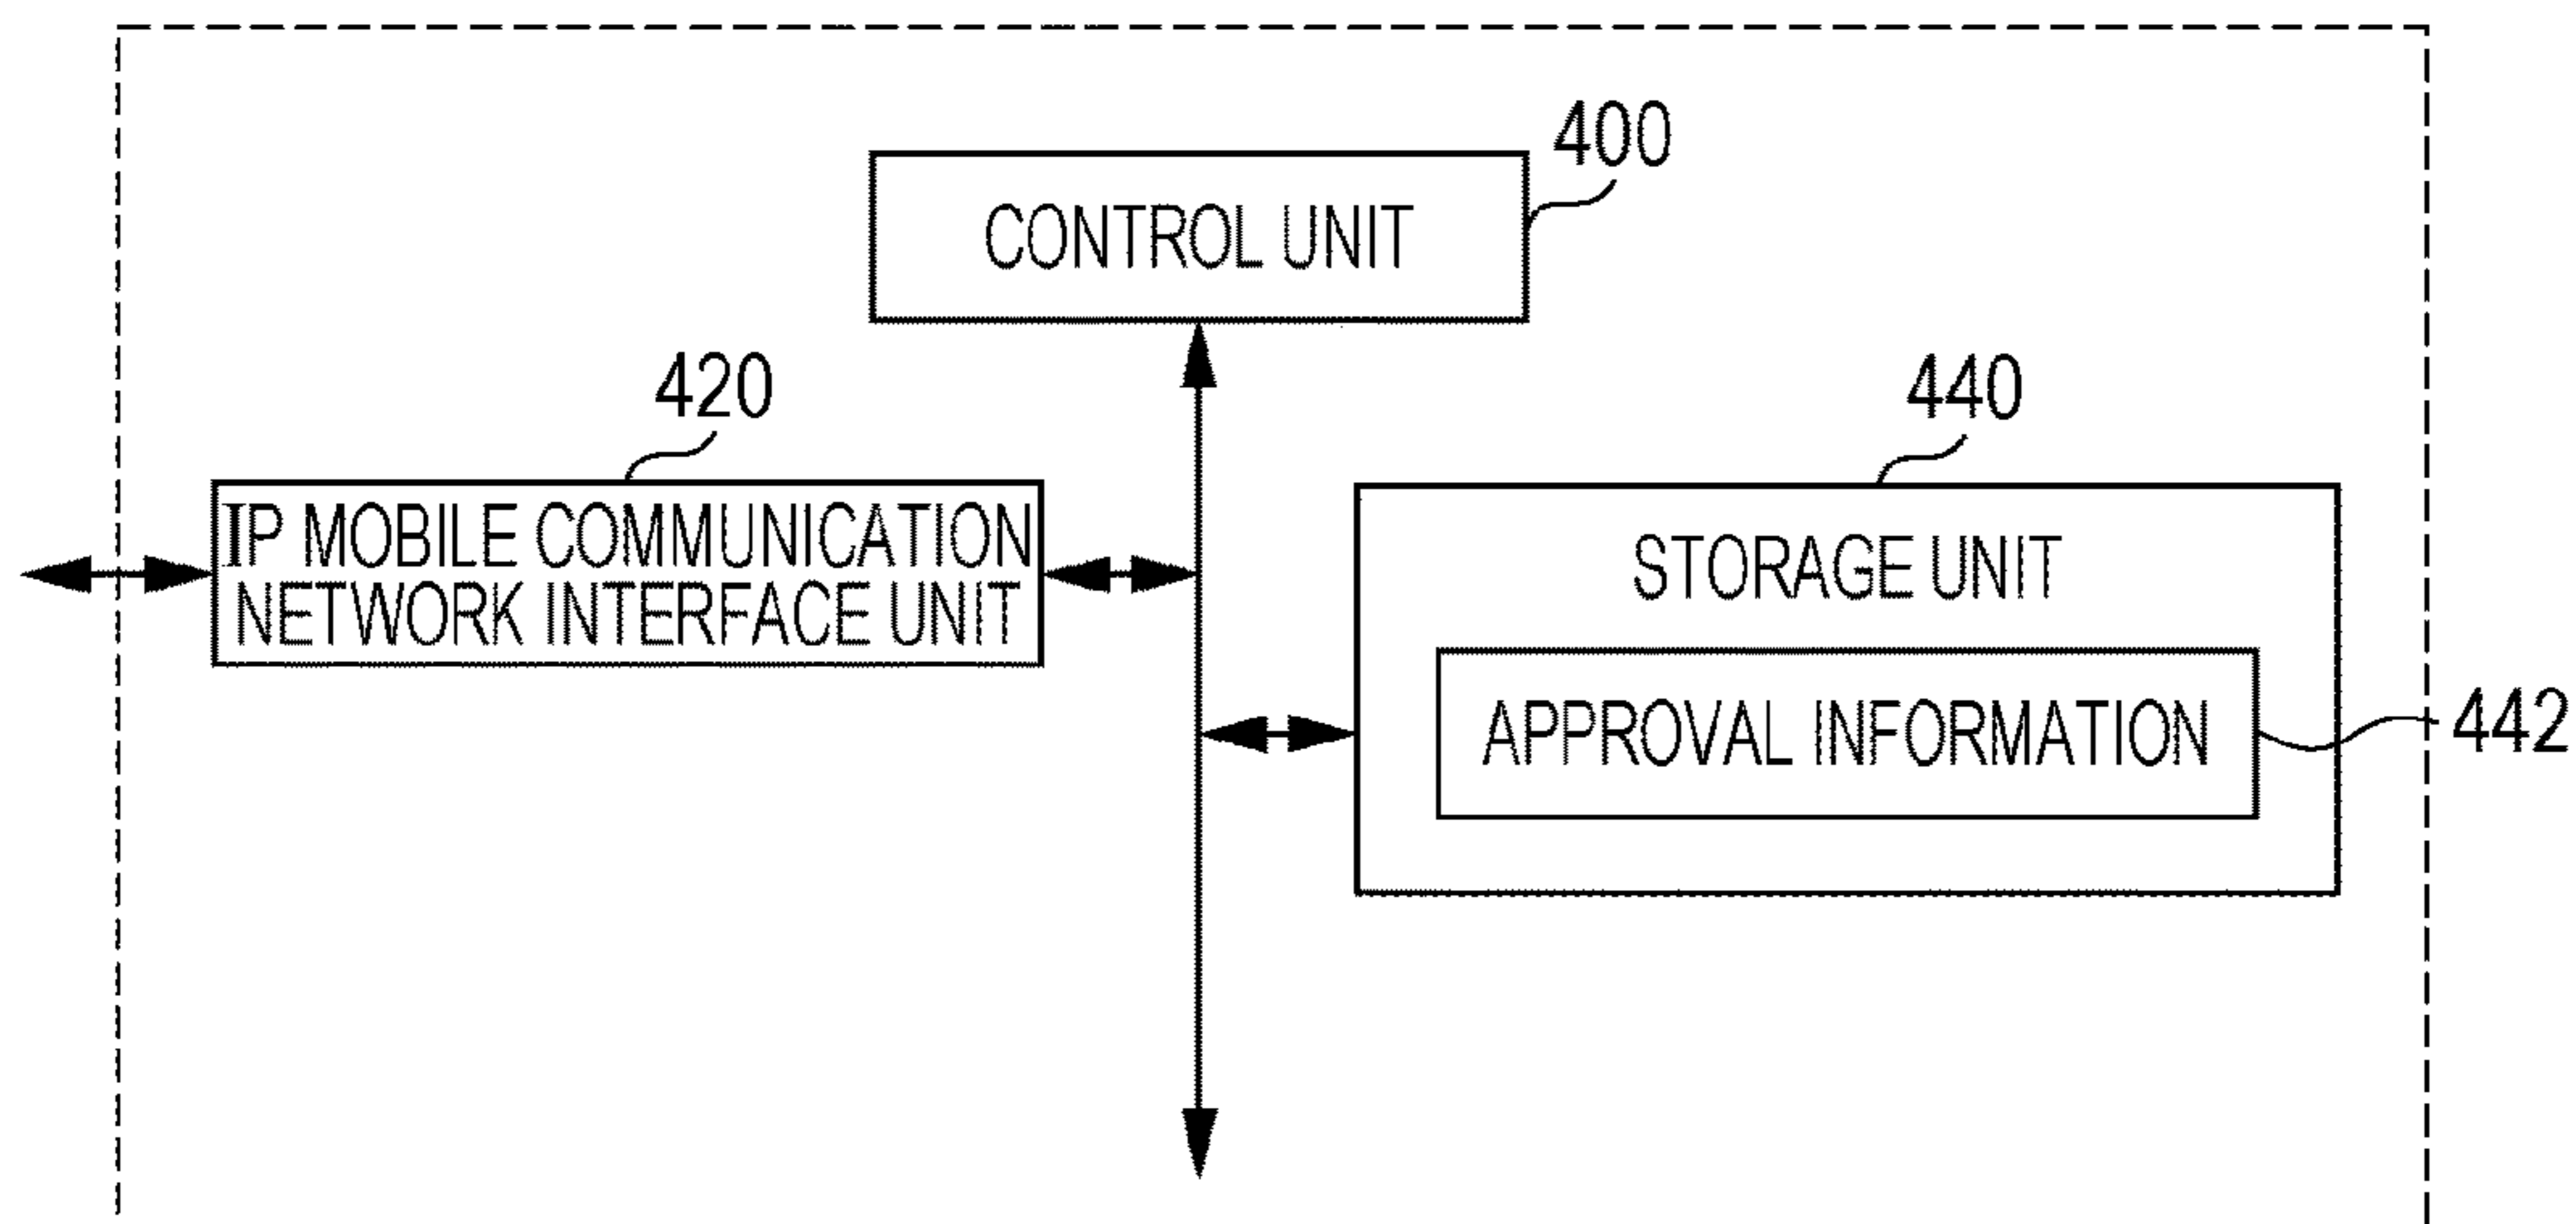 400
CONTROL UNIT
420
440
IP MOBILE COMMUNICATION
NETWORK INTERFACE UNIT
STORAGE UNIT
APPROVAL INFORMATION
442